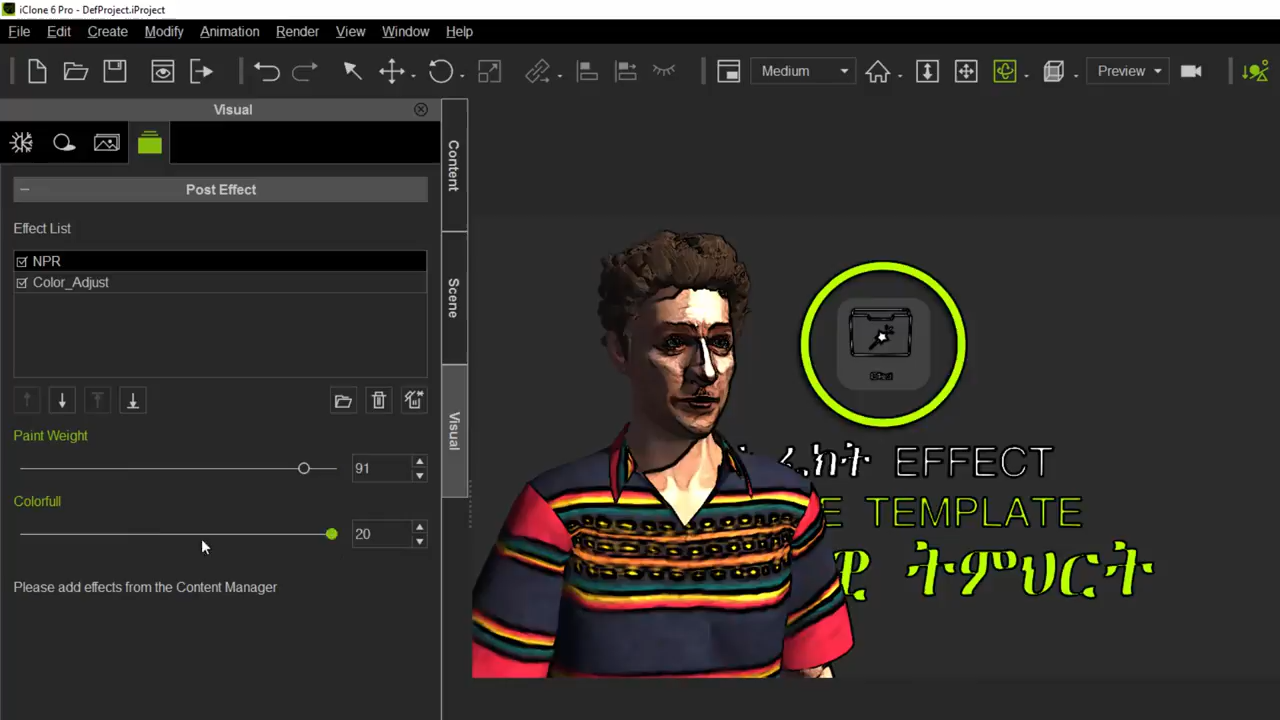 iClone 6 Pro - DefProject.iProject
File Edit Create Modify Animation Render View Window Help
Medium Preview
Visual
Content
Post Effect
Effect List
NPR
Color_Adjust
Scene
Paint Weight
91
Visual
Colorfull
20
Please add effects from the Content Manager
Effect
EFFECT
TEMPLATE
ትምህርት